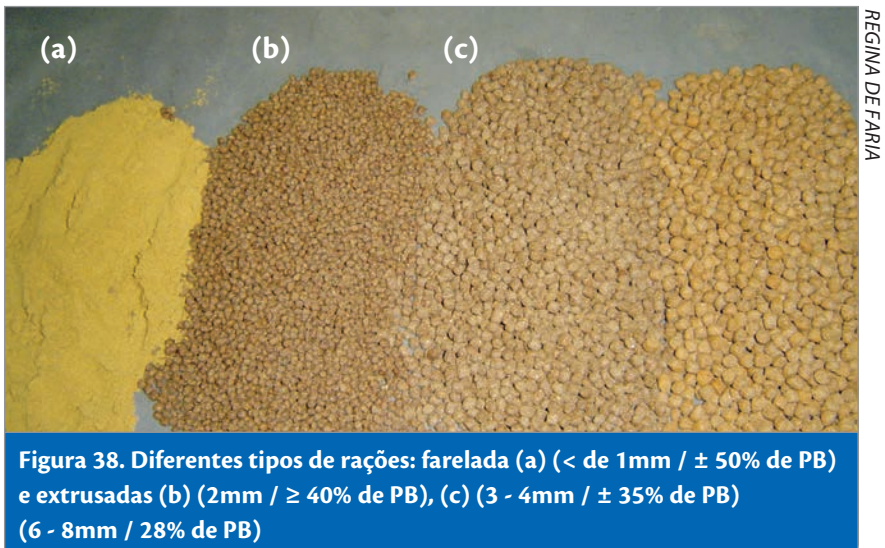 (a) (b) (c)
REGINA DE FARIA
Figura 38. Diferentes tipos de rações: farelada (a) (< de 1mm / ± 50% de PB)
e extrusadas (b) (2mm / ≥ 40% de PB), (c) (3 - 4mm / ± 35% de PB)
(6 - 8mm / 28% de PB)